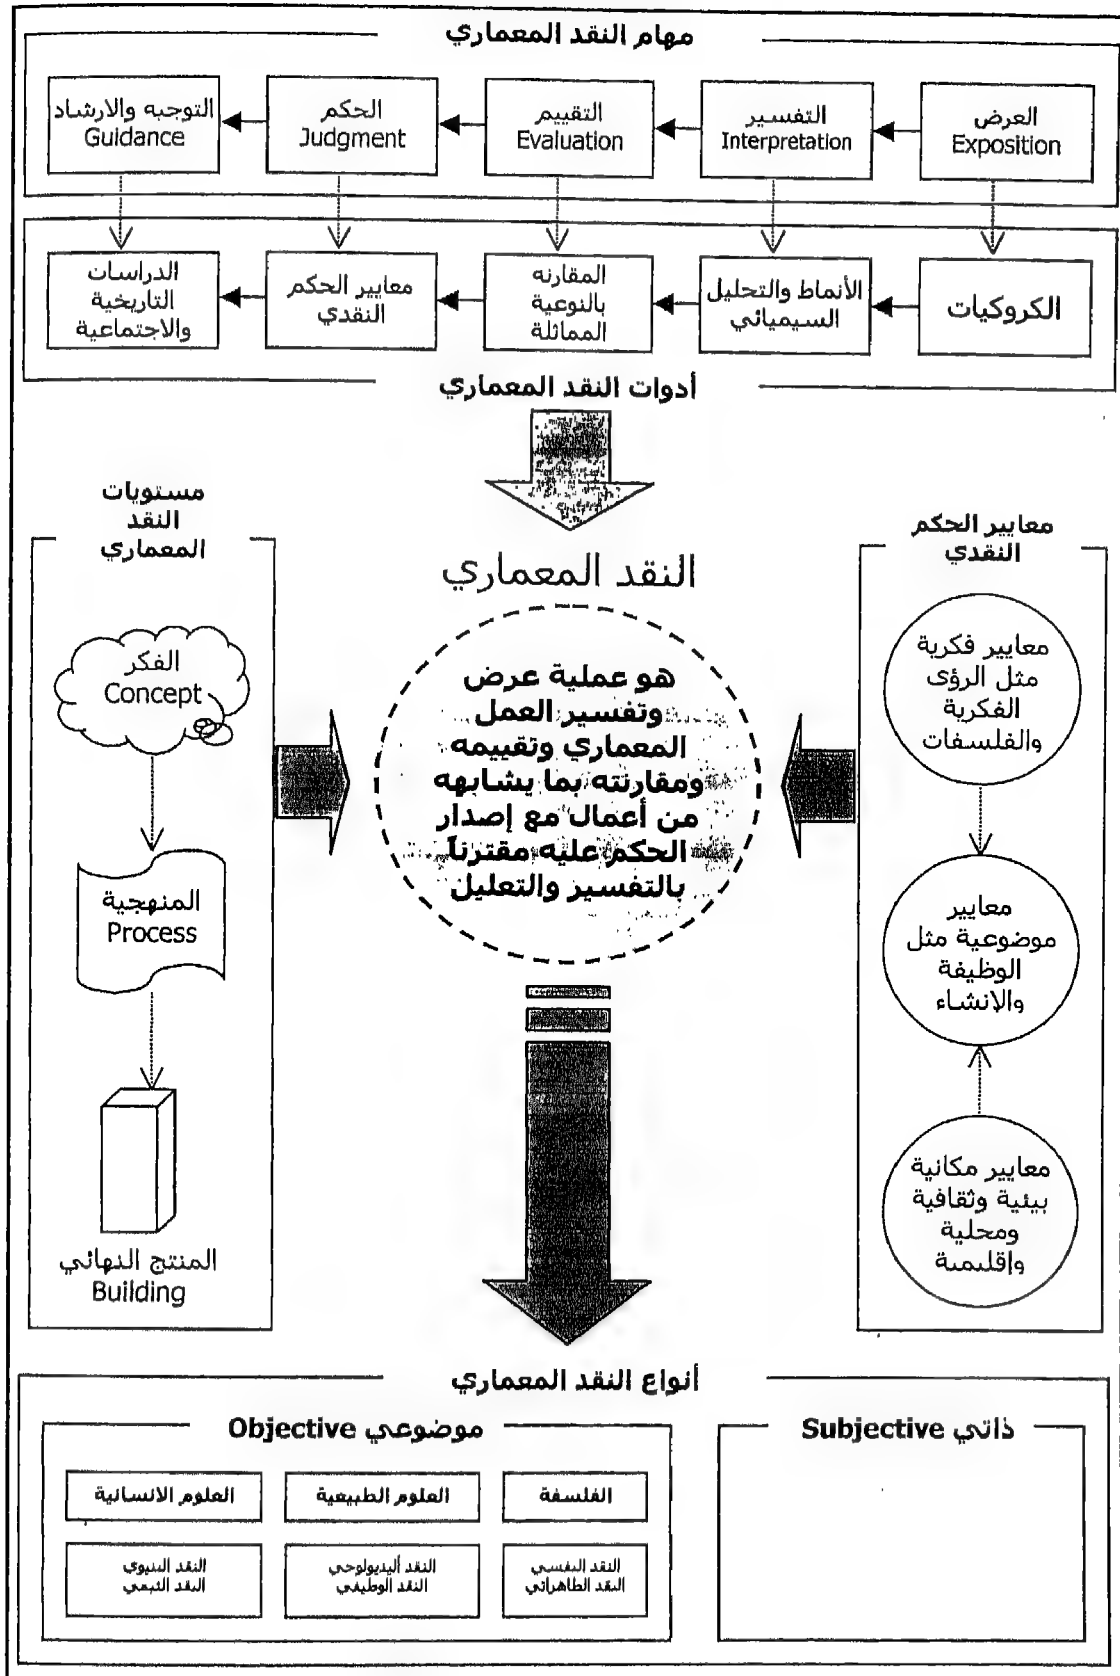 مهام النقد المعماري
العرض
Exposition
التفسير
Interpretation
التقييم
Evaluation
الحكم
Judgment
التوجيه والارشاد
Guidance
الكروكيات
الأنماط والتحليل
السيميائي
المقارنه
بالنوعية
المماثلة
معايير الحكم
النقدي
الدراسات
التاريخية
والاجتماعية
أدوات النقد المعماري
معايير الحكم
النقدي
معايير فكرية
مثل الرؤى
الفكرية
والفلسفات
معايير
موضوعية مثل
الوظيفة
والإنشاء
معايير مكانية
بيئية وثقافية
ومحلية
وإقليمية
النقد المعماري
هو عملية عرض
وتفسير العمل
المعماري وتقييمه
ومقارنته بما يشابهه
من أعمال مع إصدار
الحكم عليه مقترناً
بالتفسير والتعليل
مستويات
النقد
المعماري
الفكر
Concept
المنهجية
Process
المنتج النهائي
Building
أنواع النقد المعماري
ذاتي Subjective
موضوعي Objective
الفلسفة
العلوم الطبيعية
العلوم الانسانية
النقد النفسي
النقد الظاهراتي
النقد أليديولوجي
النقد الوظيفي
النقد البنيوي
النقد